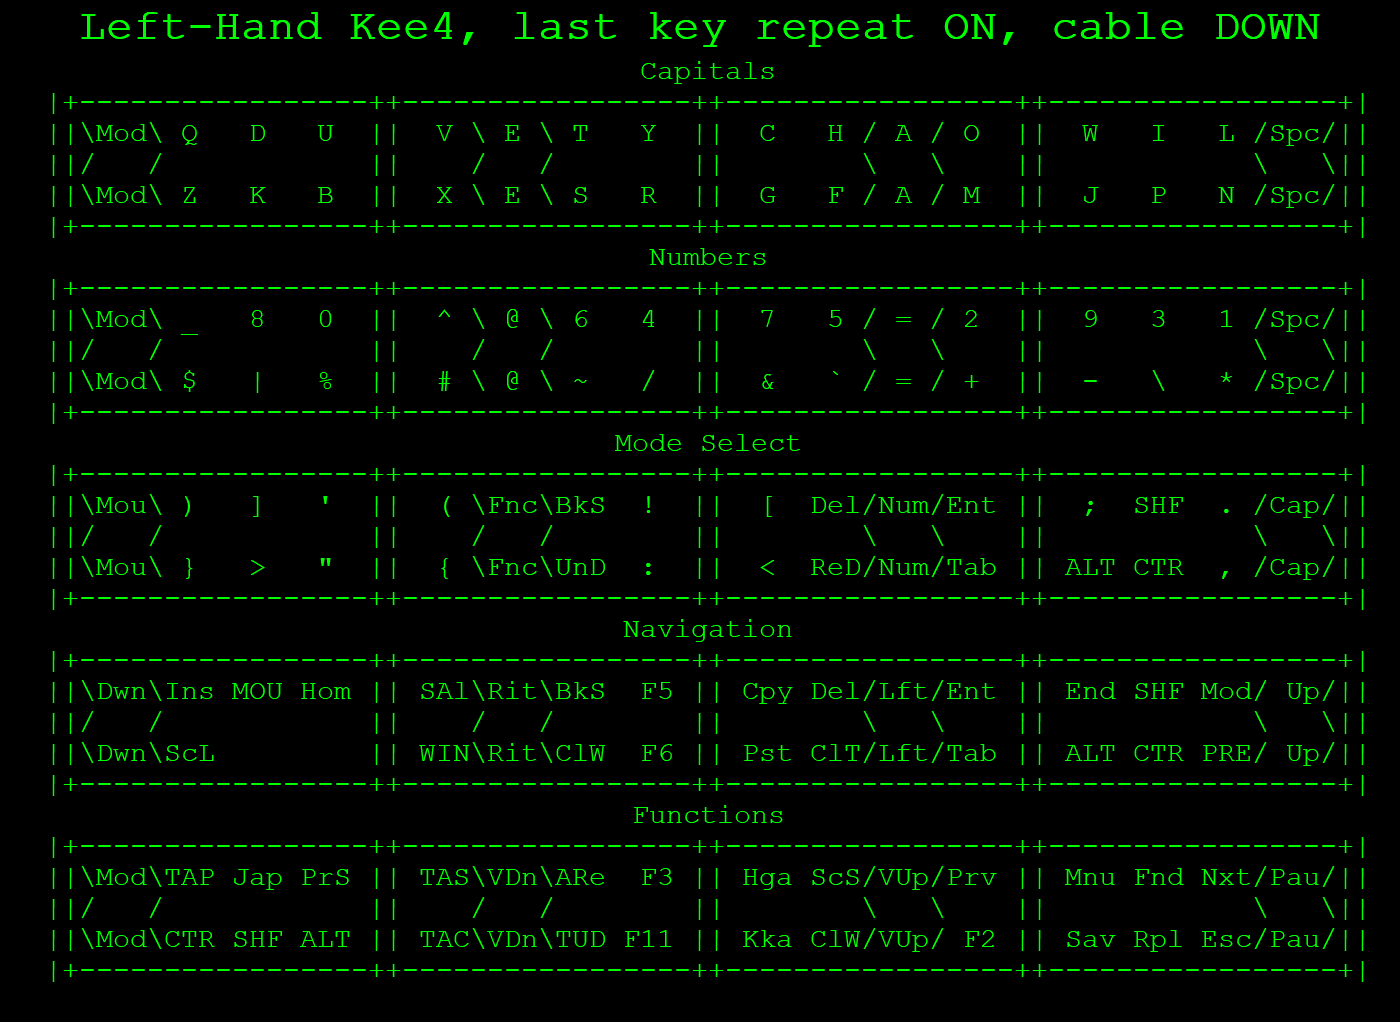 Left-Hand Kee4, last key repeat ON, cable DOWN
Capitals
|+-----------------++-----------------++-----------------++-----------------+|
||\Mod\ Q   D   U  ||  V \ E \ T   Y  ||  C   H / A / O  ||  W   I   L /Spc/||
||/   /            ||    /   /        ||        \   \    ||            \   \||
||\Mod\ Z   K   B  ||  X \ E \ S   R  ||  G   F / A / M  ||  J   P   N /Spc/||
|+-----------------++-----------------++-----------------++-----------------+|
Numbers
|+-----------------++-----------------++-----------------++-----------------+|
||\Mod\ _   8   0  ||  ^ \ @ \ 6   4  ||  7   5 / = / 2  ||  9   3   1 /Spc/||
||/   /            ||    /   /        ||        \   \    ||            \   \||
||\Mod\ $   |   %  ||  # \ @ \ ~   /  ||  &   ` / = / +  ||  -   \   * /Spc/||
|+-----------------++-----------------++-----------------++-----------------+|
Mode Select
|+-----------------++-----------------++-----------------++-----------------+|
||\Mou\ )   ]   '  ||  ( \Fnc\BkS  !  ||  [  Del/Num/Ent ||  ;  SHF  . /Cap/||
||/   /            ||    /   /        ||        \   \    ||            \   \||
||\Mou\ }   >   "  ||  { \Fnc\UnD  :  ||  <  ReD/Num/Tab || ALT CTR  , /Cap/||
|+-----------------++-----------------++-----------------++-----------------+|
Navigation
|+-----------------++-----------------++-----------------++-----------------+|
||\Dwn\Ins MOU Hom || SAl\Rit\BkS  F5 || Cpy Del/Lft/Ent || End SHF Mod/ Up/||
||/   /            ||    /   /        ||        \   \    ||            \   \||
||\Dwn\ScL         || WIN\Rit\ClW  F6 || Pst ClT/Lft/Tab || ALT CTR PRE/ Up/||
|+-----------------++-----------------++-----------------++-----------------+|
Functions
|+-----------------++-----------------++-----------------++-----------------+|
||\Mod\TAP Jap PrS || TAS\VDn\ARe  F3 || Hga ScS/VUp/Prv || Mnu Fnd Nxt/Pau/||
||/   /            ||    /   /        ||        \   \    ||            \   \||
||\Mod\CTR SHF ALT || TAC\VDn\TUD F11 || Kka ClW/VUp/ F2 || Sav Rpl Esc/Pau/||
|+-----------------++-----------------++-----------------++-----------------+|